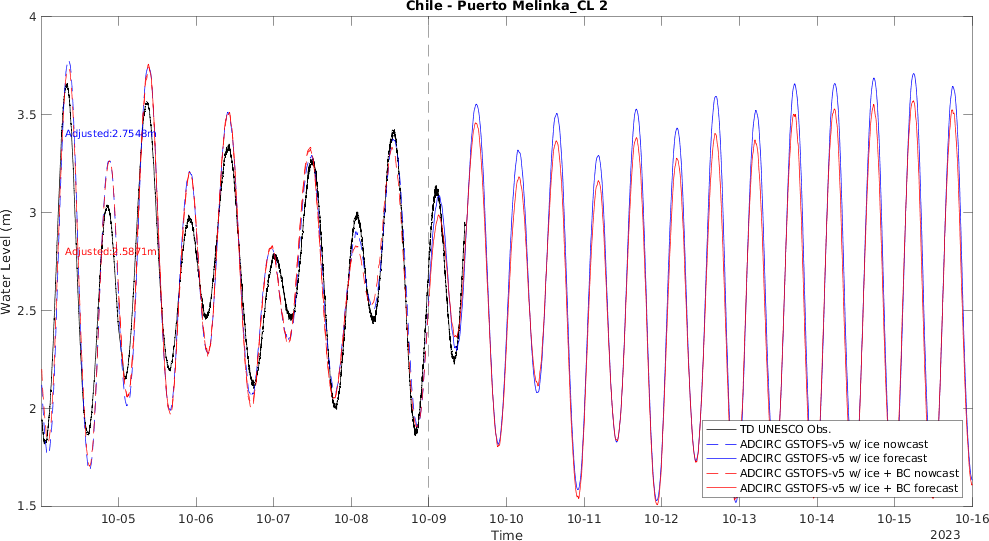 Chile - Puerto Melinka_CL 2
Water Level (m)
4
3.5
3
2.5
2
1.5
Adjusted:2.7548m
Adjusted:2.5871m
10-05
10-06
10-07
10-08
10-09
10-10
10-11
10-12
10-13
10-14
10-15
10-16
Time
2023
TD UNESCO Obs.
ADCIRC GSTOFS-v5 w/ ice nowcast
ADCIRC GSTOFS-v5 w/ ice forecast
ADCIRC GSTOFS-v5 w/ ice + BC nowcast
ADCIRC GSTOFS-v5 w/ ice + BC forecast